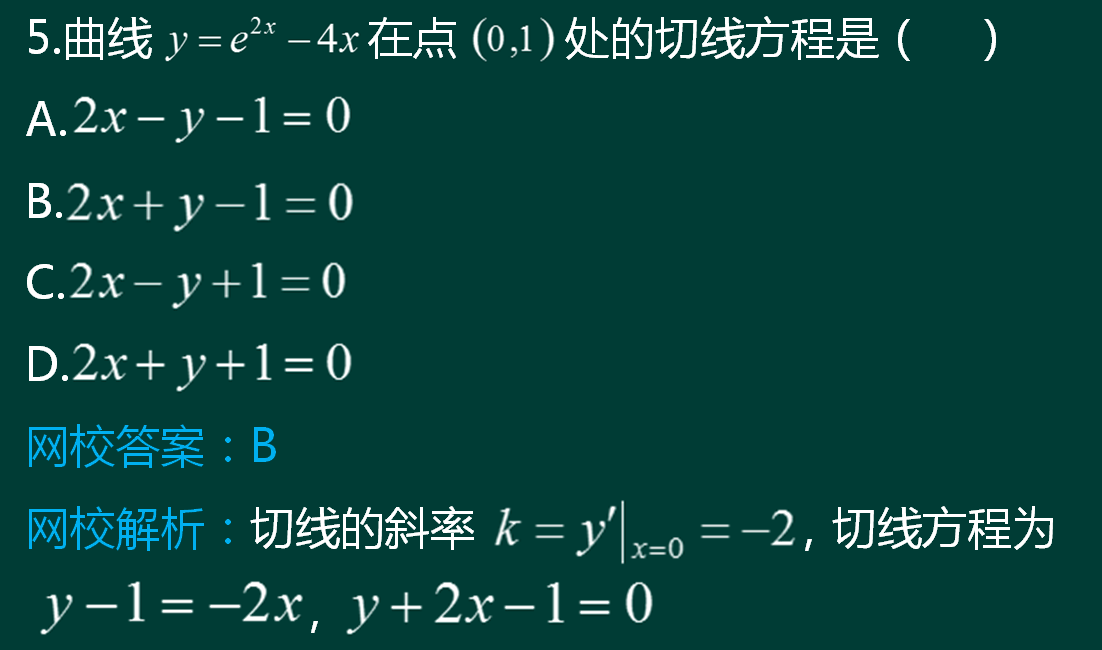 5.曲线 y=e^{2x}-4x 在点 (0,1) 处的切线方程是 (     )
A.2x-y-1=0
B.2x+y-1=0
C.2x-y+1=0
D.2x+y+1=0
网校答案：B
网校解析：切线的斜率 k=y'|_{x=0}=-2, 切线方程为
y-1=-2x, y+2x-1=0